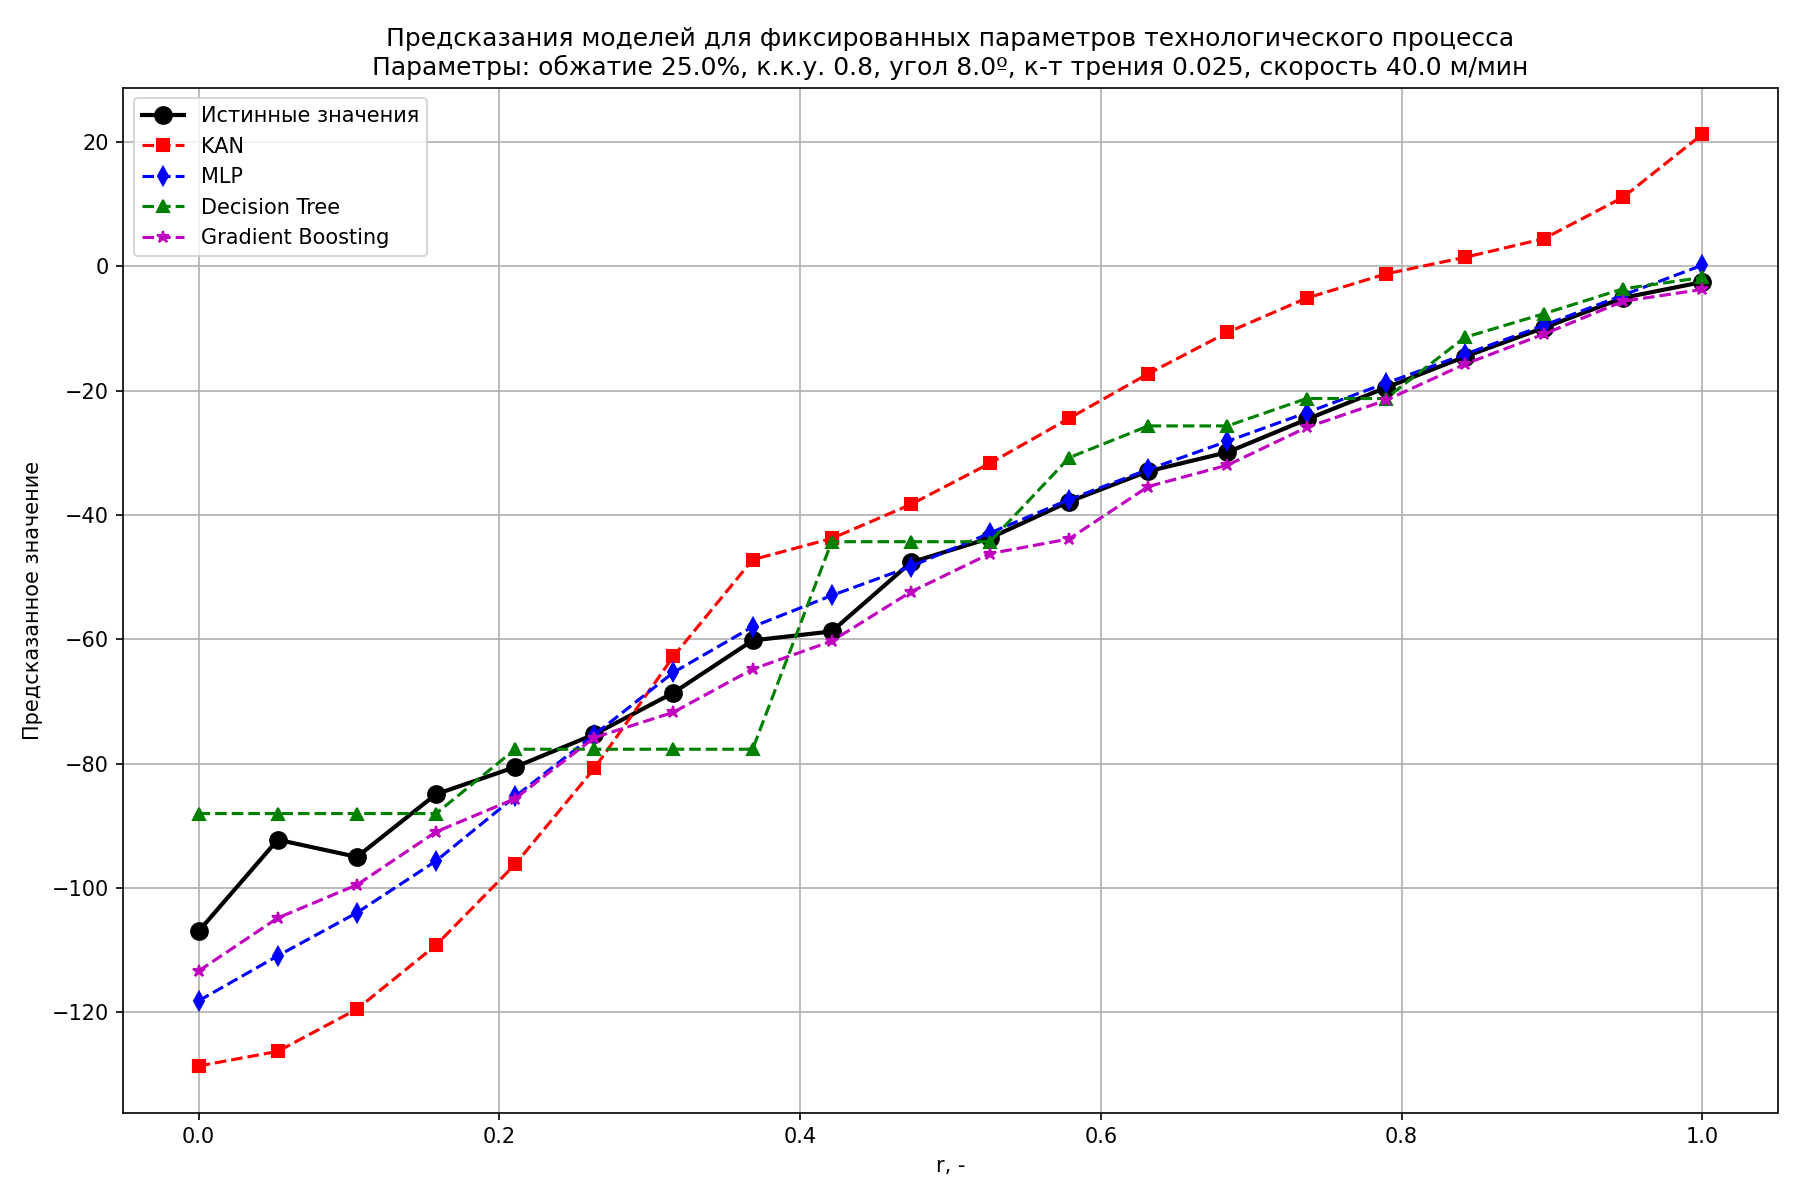 Предсказания моделей для фиксированных параметров технологического процесса
Параметры: обжатие 25.0%, к.к.у. 0.8, угол 8.0º, к-т трения 0.025, скорость 40.0 м/мин
Истинные значения
KAN
MLP
Decision Tree
Gradient Boosting
Предсказанное значение
20
0
−20
−40
−60
−80
−100
−120
0.0 0.2 0.4 0.6 0.8 1.0
r, -